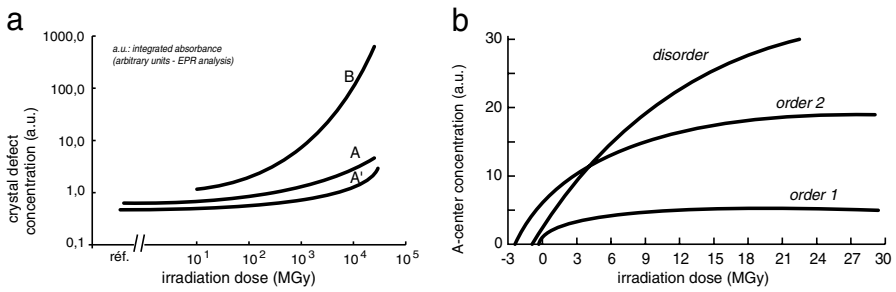 a
1000,0
100,0
10,0
1,0
0,1
crystal defect
concentration (a.u.)
a.u.: integrated absorbance
(arbitrary units - EPR analysis)
B
A
A'
réf.
10¹
10²
10³
10⁴
10⁵
irradiation dose (MGy)
b
30
20
10
0
A-center concentration (a.u.)
disorder
order 2
order 1
-3 0 3 6 9 12 15 18 21 24 27 30
irradiation dose (MGy)